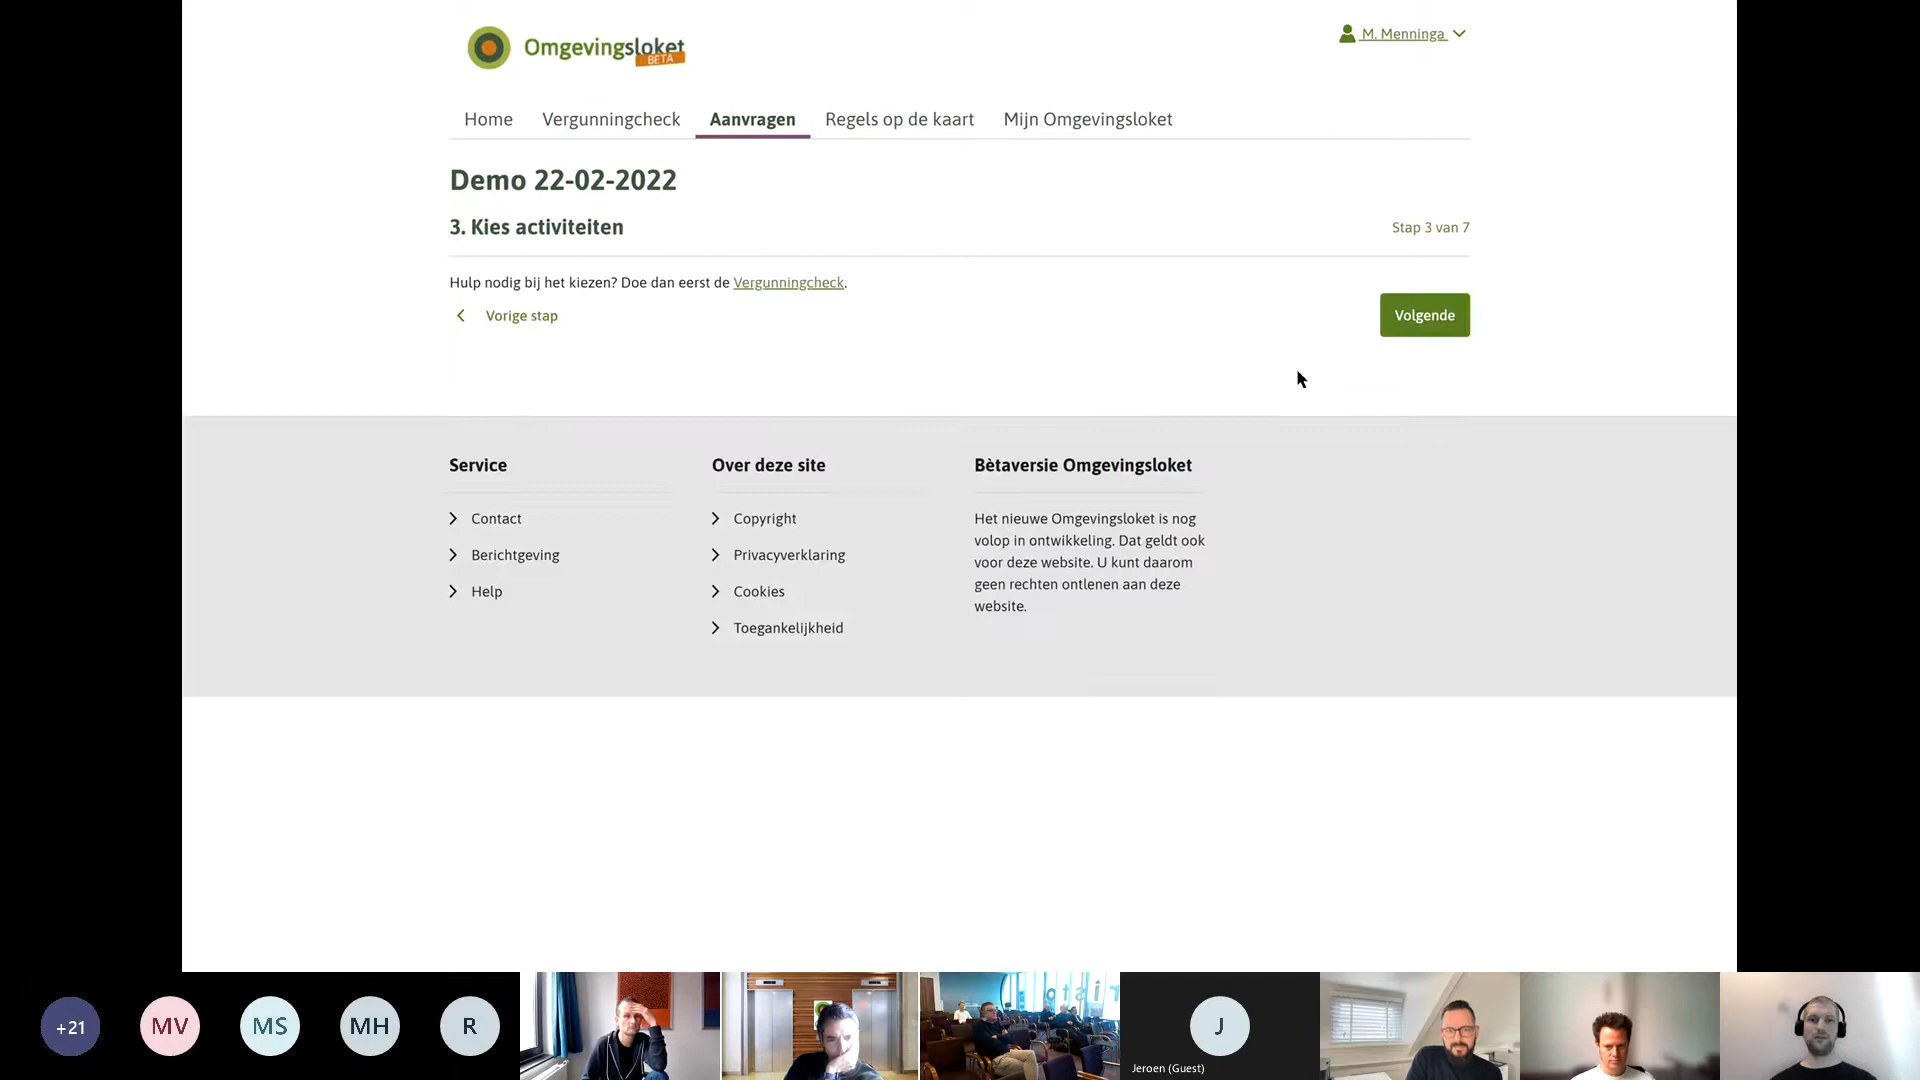 Omgevingsloket
BETA
M. Menninga
Home
Vergunningcheck
Aanvragen
Regels op de kaart
Mijn Omgevingsloket
Demo 22-02-2022
3. Kies activiteiten
Stap 3 van 7
Hulp nodig bij het kiezen? Doe dan eerst de Vergunningcheck.
Vorige stap
Volgende
Service
Contact
Berichtgeving
Help
Over deze site
Copyright
Privacyverklaring
Cookies
Toegankelijkheid
Bètaversie Omgevingsloket
Het nieuwe Omgevingsloket is nog
volop in ontwikkeling. Dat geldt ook
voor deze website. U kunt daarom
geen rechten ontlenen aan deze
website.
+21
MV
MS
MH
R
J
Jeroen (Guest)